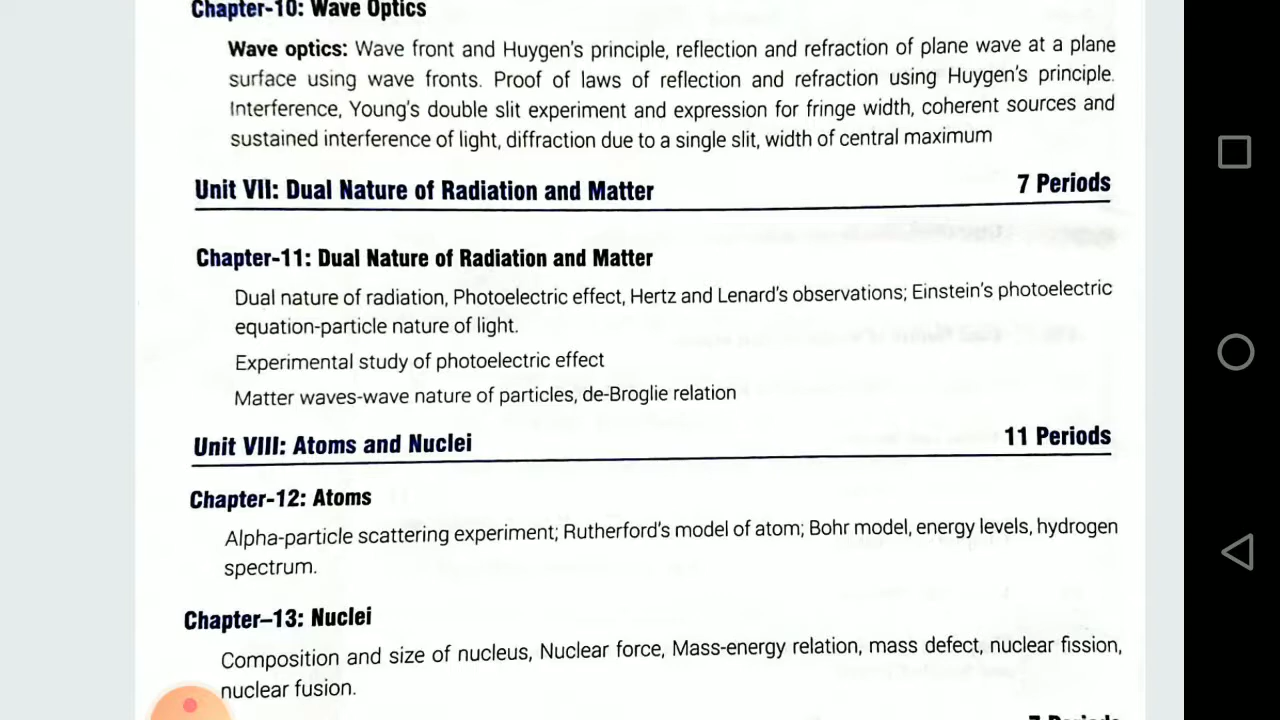 Chapter-10: Wave Optics
Wave optics: Wave front and Huygen's principle, reflection and refraction of plane wave at a plane
surface using wave fronts. Proof of laws of reflection and refraction using Huygen's principle.
Interference, Young's double slit experiment and expression for fringe width, coherent sources and
sustained interference of light, diffraction due to a single slit, width of central maximum
Unit VII: Dual Nature of Radiation and Matter 7 Periods
Chapter-11: Dual Nature of Radiation and Matter
Dual nature of radiation, Photoelectric effect, Hertz and Lenard's observations; Einstein's photoelectric
equation-particle nature of light.
Experimental study of photoelectric effect
Matter waves-wave nature of particles, de-Broglie relation
Unit VIII: Atoms and Nuclei 11 Periods
Chapter-12: Atoms
Alpha-particle scattering experiment; Rutherford's model of atom; Bohr model, energy levels, hydrogen
spectrum.
Chapter–13: Nuclei
Composition and size of nucleus, Nuclear force, Mass-energy relation, mass defect, nuclear fission,
nuclear fusion.
7 Periods